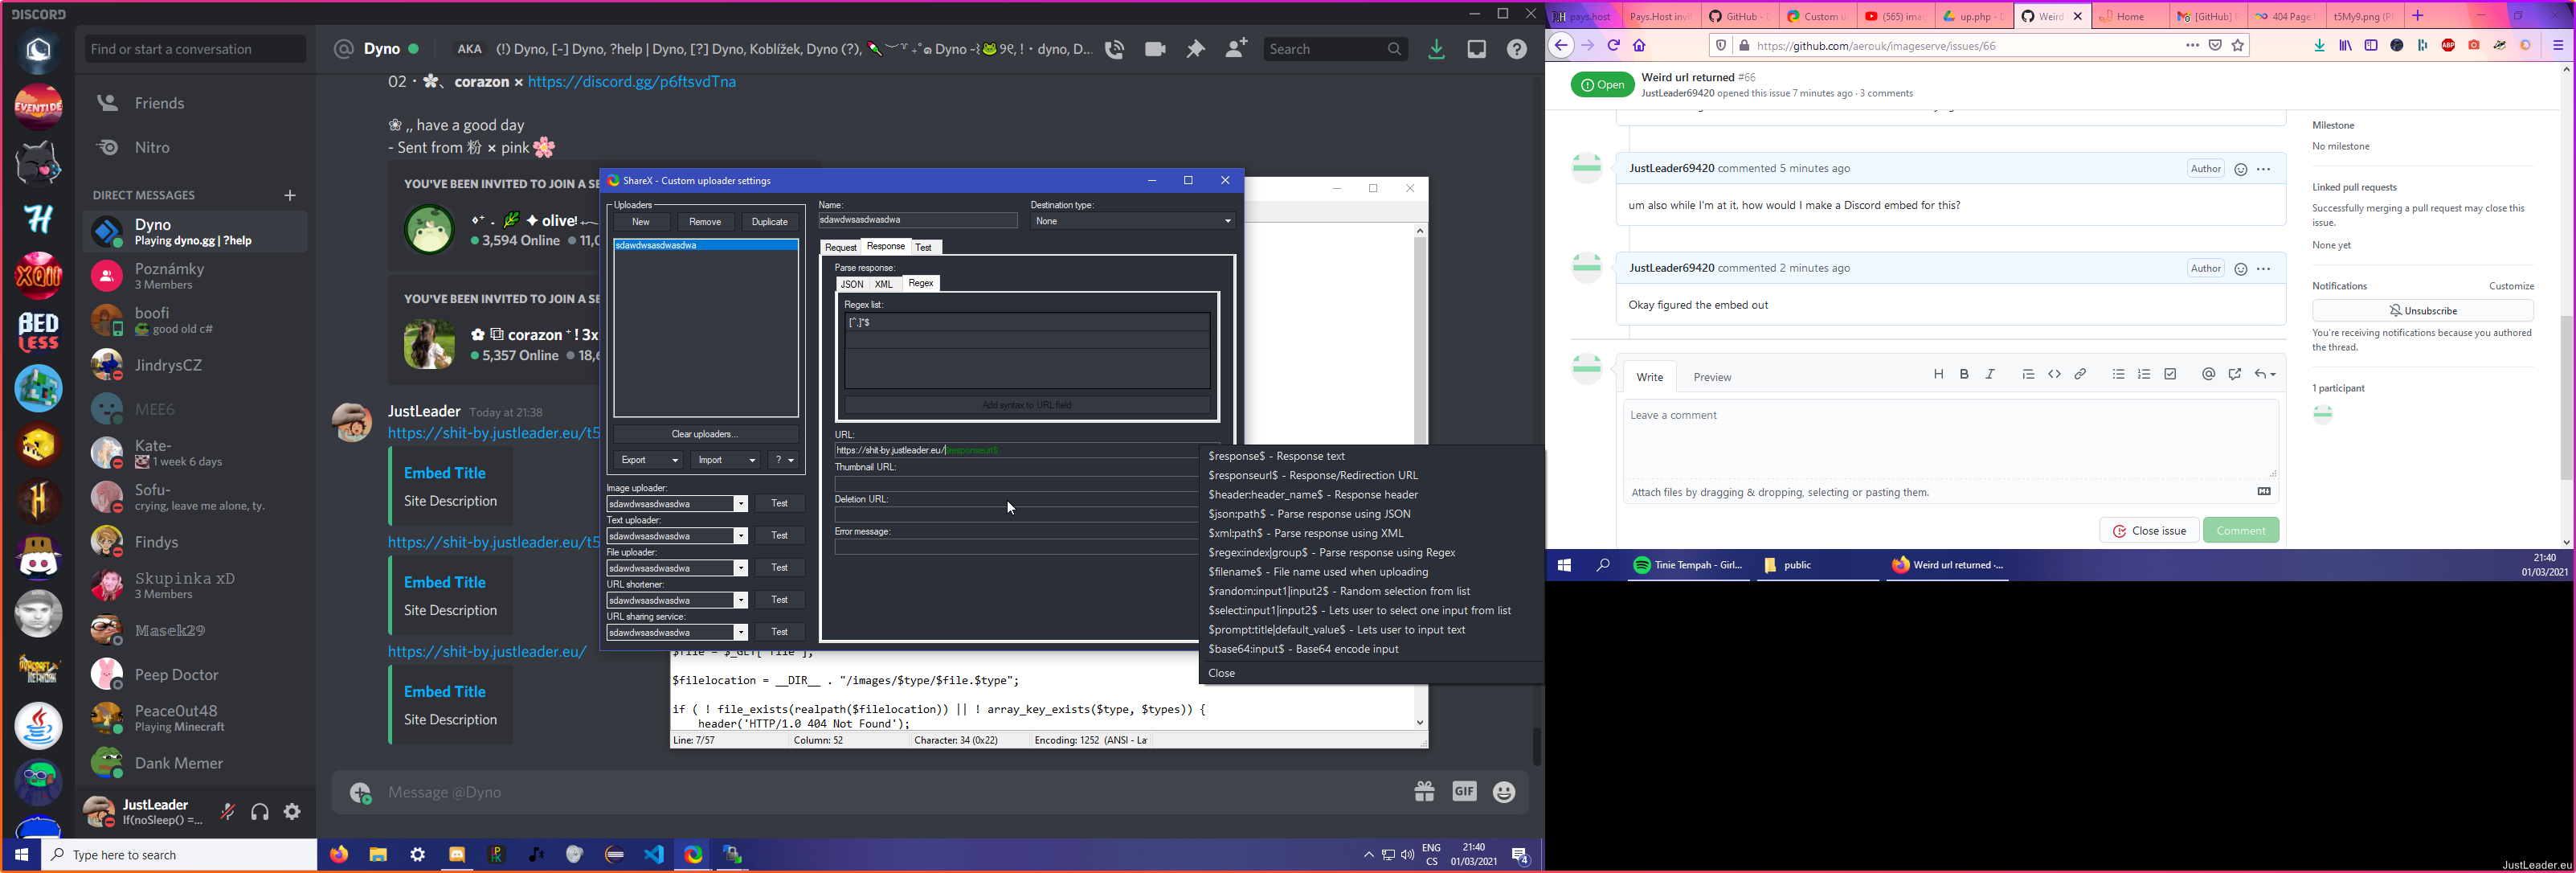 DISCORD
Find or start a conversation
Friends
Nitro
DIRECT MESSAGES
Dyno
Playing dyno.gg | ?help
Poznámky
3 Members
boofi
good old c#
JindrysCZ
MEE6
Kate-
1 week 6 days
Sofu-
crying, leave me alone, ty.
Findys
Skupinka xD
3 Members
Masek29
Peep Doctor
PeaceOut48
Playing Minecraft
Dank Memer
JustLeader
If(noSleep() =...
Dyno
AKA
(!) Dyno, [-] Dyno, ?help | Dyno, [?] Dyno, Koblížek, Dyno (?),
Search
02 · corazon × https://discord.gg/p6ftsvdTna
,, have a good day
- Sent from 粉 × pink
YOU'VE BEEN INVITED TO JOIN A SE
olive!
3,594 Online
YOU'VE BEEN INVITED TO JOIN A SE
corazon ⁺ ! 3x
5,357 Online
JustLeader Today at 21:38
https://shit-by.justleader.eu/t5
Embed Title
Site Description
https://shit-by.justleader.eu/t5
Embed Title
Site Description
https://shit-by.justleader.eu/
Embed Title
Site Description
Message @Dyno
GIF
ShareX - Custom uploader settings
Uploaders
New
Remove
Duplicate
sdawdwsasdwasdwa
Clear uploaders...
Export
Import
?
Image uploader:
sdawdwsasdwasdwa
Test
Text uploader:
sdawdwsasdwasdwa
Test
File uploader:
sdawdwsasdwasdwa
Test
URL shortener:
sdawdwsasdwasdwa
Test
URL sharing service:
sdawdwsasdwasdwa
Test
Name:
sdawdwsasdwasdwa
Destination type:
None
Request
Response
Test
Parse response:
JSON
XML
Regex
Regex list:
[^,]*$
Add syntax to URL field
URL:
https://shit-by.justleader.eu/$responseurl$
Thumbnail URL:
Deletion URL:
Error message:
$response$ - Response text
$responseurl$ - Response/Redirection URL
$header:header_name$ - Response header
$json:path$ - Parse response using JSON
$xml:path$ - Parse response using XML
$regex:index|group$ - Parse response using Regex
$filename$ - File name used when uploading
$random:input1|input2$ - Random selection from list
$select:input1|input2$ - Lets user to select one input from list
$prompt:title|default_value$ - Lets user to input text
$base64:input$ - Base64 encode input
Close
$filelocation = __DIR__ . "/images/$type/$file.$type";
if ( ! file_exists(realpath($filelocation)) || ! array_key_exists($type, $types)) {
header('HTTP/1.0 404 Not Found');
Line: 7/57
Column: 52
Character: 34 (0x22)
Encoding: 1252 (ANSI - La
Type here to search
ENG
CS
21:40
01/03/2021
4
pays.host
Pays.Host invi
GitHub -
Custom u
(565) ima
up.php -
Weird
Home
[GitHub]
404 Page
t5My9.png (P
https://github.com/aerouk/imageserve/issues/66
ABP
Open
Weird url returned #66
JustLeader69420 opened this issue 7 minutes ago · 3 comments
JustLeader69420 commented 5 minutes ago
Author
um also while I'm at it, how would I make a Discord embed for this?
JustLeader69420 commented 2 minutes ago
Author
Okay figured the embed out
Write
Preview
Leave a comment
Attach files by dragging & dropping, selecting or pasting them.
Close issue
Comment
Milestone
No milestone
Linked pull requests
Successfully merging a pull request may close this
issue.
None yet
Notifications
Customize
Unsubscribe
You're receiving notifications because you authored
the thread.
1 participant
Tinie Tempah - Girl...
public
Weird url returned ·...
21:40
01/03/2021
JustLeader.eu